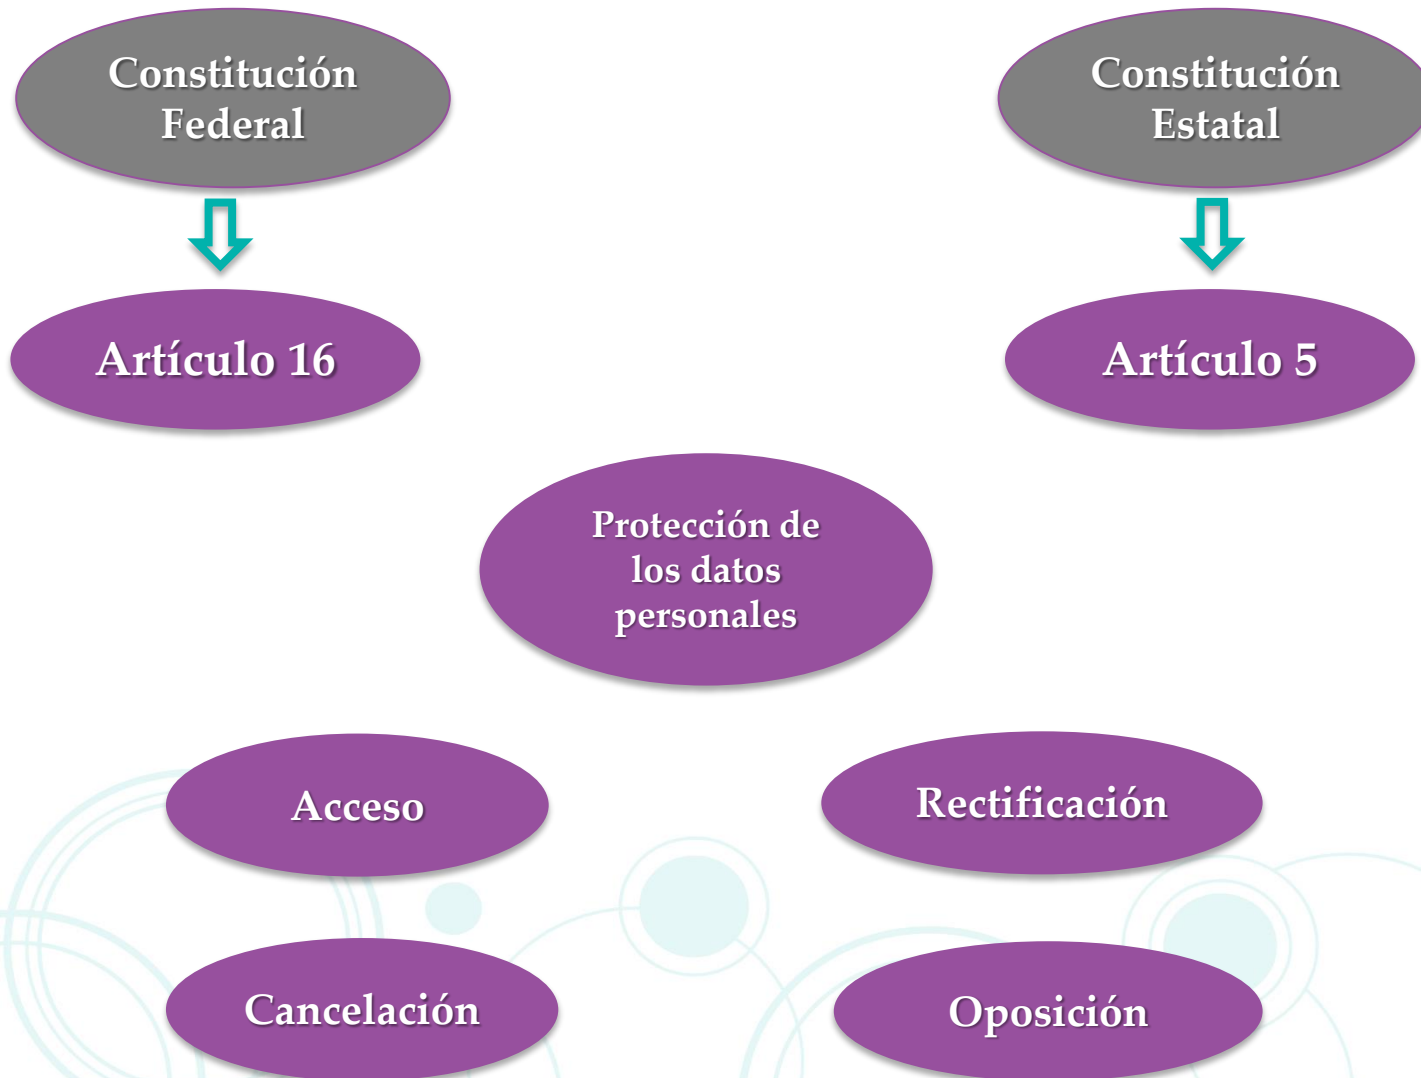 Constitución
Federal
Constitución
Estatal
Artículo 16
Artículo 5
Protección de
los datos
personales
Acceso
Rectificación
Cancelación
Oposición